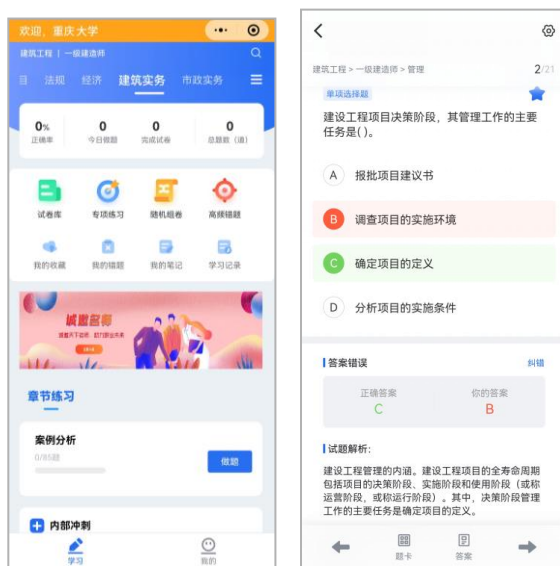 欢迎，重庆大学
建筑工程 | 一级建造师
法规 经济 建筑实务 市政实务
0% 0 0 0
正确率 今日做题 完成试卷 总题数（道）
试卷库 专项练习 随机组卷 高频错题
我的收藏 我的错题 我的笔记 学习记录
诚邀名师
章节练习
案例分析
0/95题
做题
内部冲刺
学习 我的
建筑工程 > 一级建造师 > 管理 2/21
单项选择题
建设工程项目决策阶段，其管理工作的主要
任务是( )。
A 报批项目建议书
B 调查项目的实施环境
C 确定项目的定义
D 分析项目的实施条件
答案错误 纠错
正确答案 你的答案
C B
试题解析:
建设工程管理的内涵。建设工程项目的全寿命周期
包括项目的决策阶段、实施阶段和使用阶段（或称
运营阶段，或称运行阶段）。其中，决策阶段管理
工作的主要任务是确定项目的定义。
题卡 答案